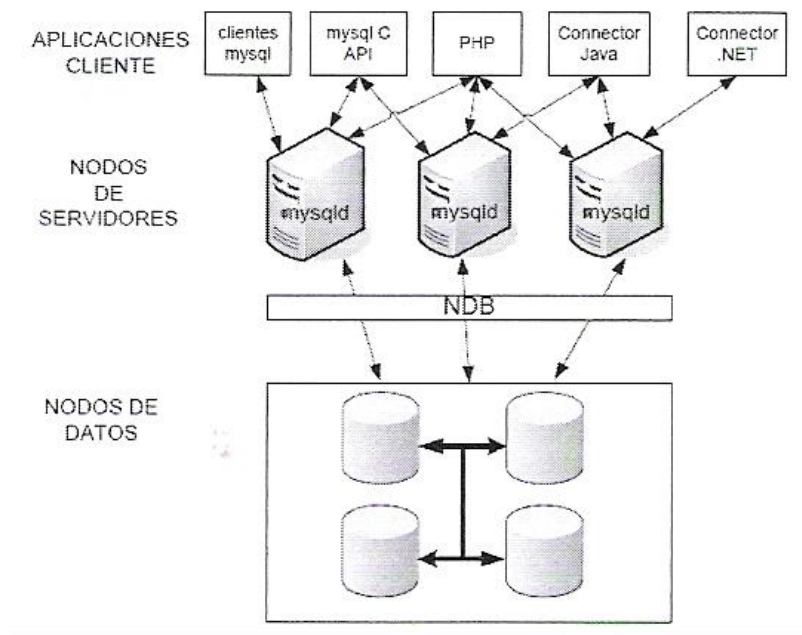 APLICACIONES
CLIENTE
clientes
mysql
mysql C
API
PHP
Connector
Java
Connector
.NET
NODOS
DE
SERVIDORES
mysqld
mysqld
mysqld
NDB
NODOS DE
DATOS